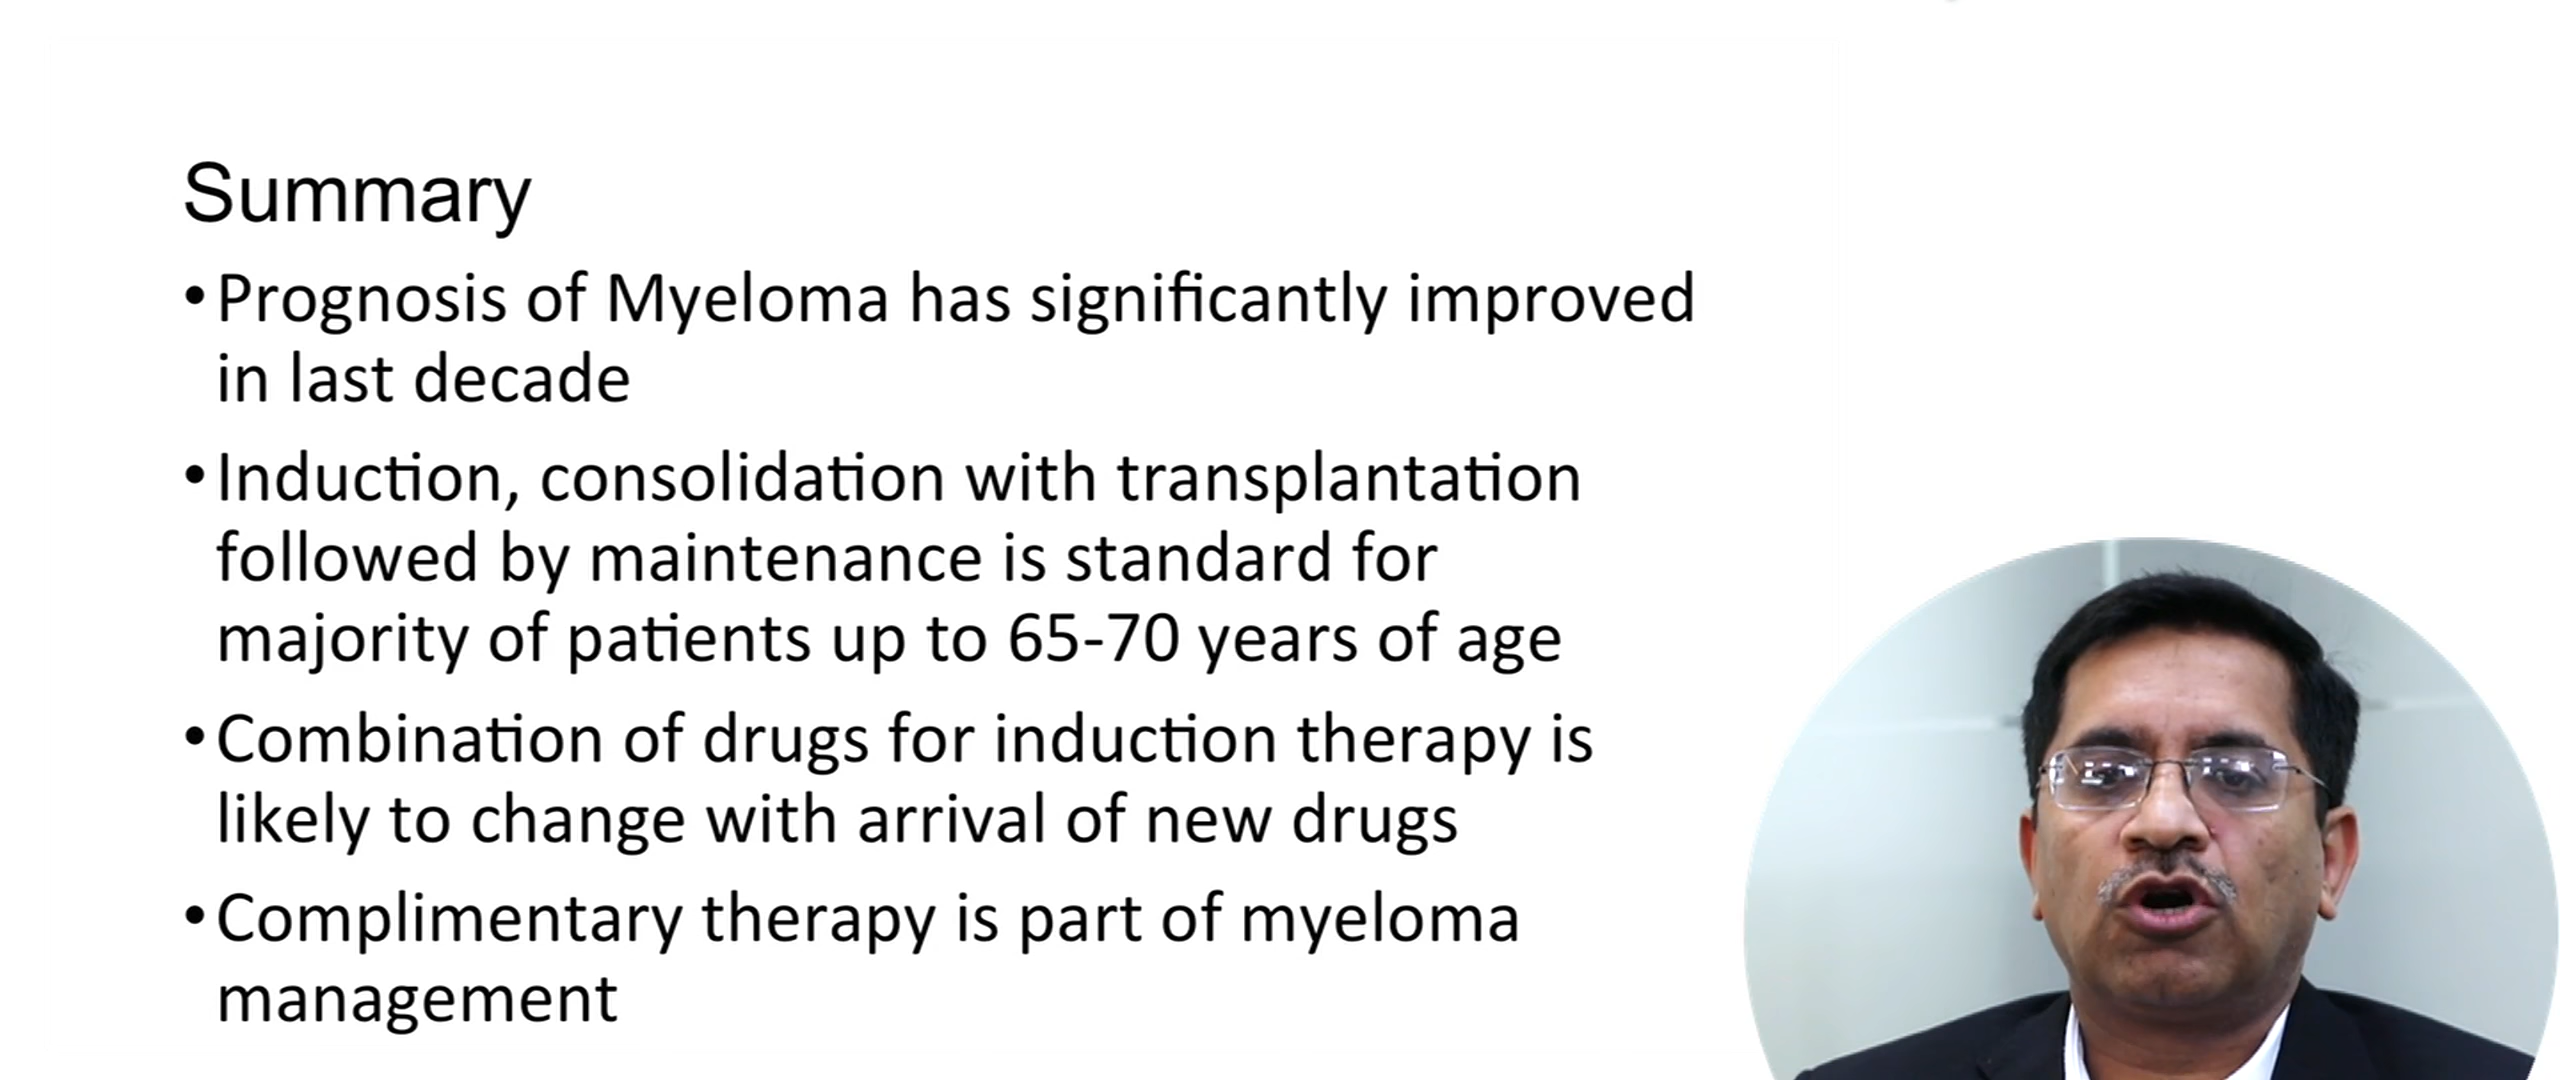 Summary
•Prognosis of Myeloma has significantly improved
in last decade
•Induction, consolidation with transplantation
followed by maintenance is standard for
majority of patients up to 65-70 years of age
•Combination of drugs for induction therapy is
likely to change with arrival of new drugs
•Complimentary therapy is part of myeloma
management